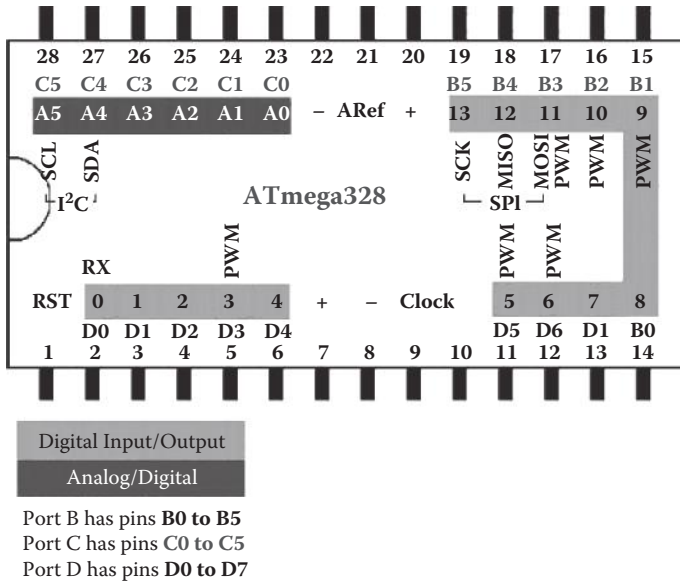 28 27 26 25 24 23 22 21 20 19 18 17 16 15
C5 C4 C3 C2 C1 C0 B5 B4 B3 B2 B1
A5 A4 A3 A2 A1 A0 – ARef + 13 12 11 10 9
SCL SDA SCK MISO MOSI PWM PWM PWM
I²C SPI
ATmega328
RX PWM PWM PWM
RST 0 1 2 3 4 + – Clock 5 6 7 8
D0 D1 D2 D3 D4 D5 D6 D1 B0
1 2 3 4 5 6 7 8 9 10 11 12 13 14
Digital Input/Output
Analog/Digital
Port B has pins B0 to B5
Port C has pins C0 to C5
Port D has pins D0 to D7